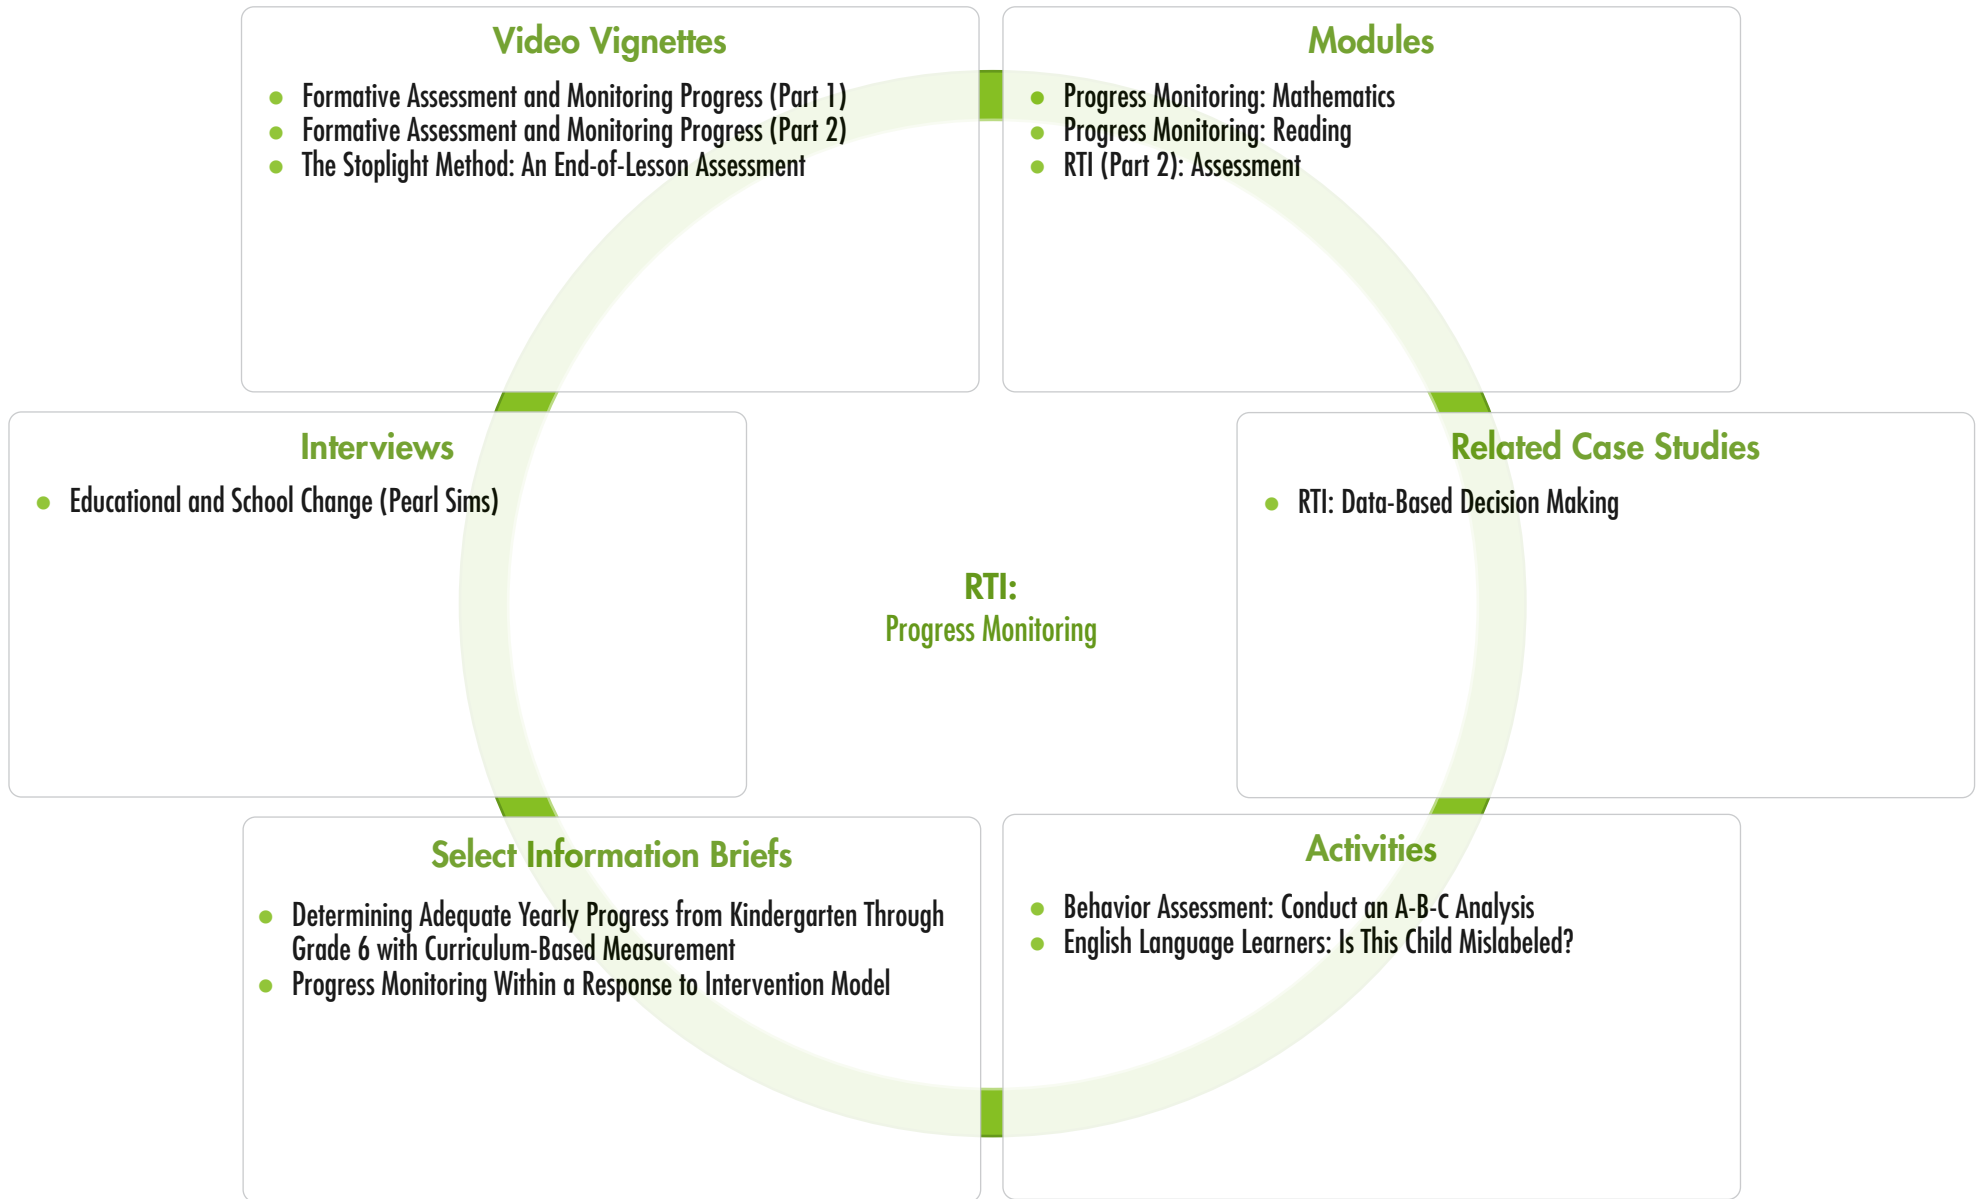 Video Vignettes
● Formative Assessment and Monitoring Progress (Part 1)
● Formative Assessment and Monitoring Progress (Part 2)
● The Stoplight Method: An End-of-Lesson Assessment
Modules
● Progress Monitoring: Mathematics
● Progress Monitoring: Reading
● RTI (Part 2): Assessment
Interviews
● Educational and School Change (Pearl Sims)
RTI:
Progress Monitoring
Related Case Studies
● RTI: Data-Based Decision Making
Select Information Briefs
● Determining Adequate Yearly Progress from Kindergarten Through
Grade 6 with Curriculum-Based Measurement
● Progress Monitoring Within a Response to Intervention Model
Activities
● Behavior Assessment: Conduct an A-B-C Analysis
● English Language Learners: Is This Child Mislabeled?